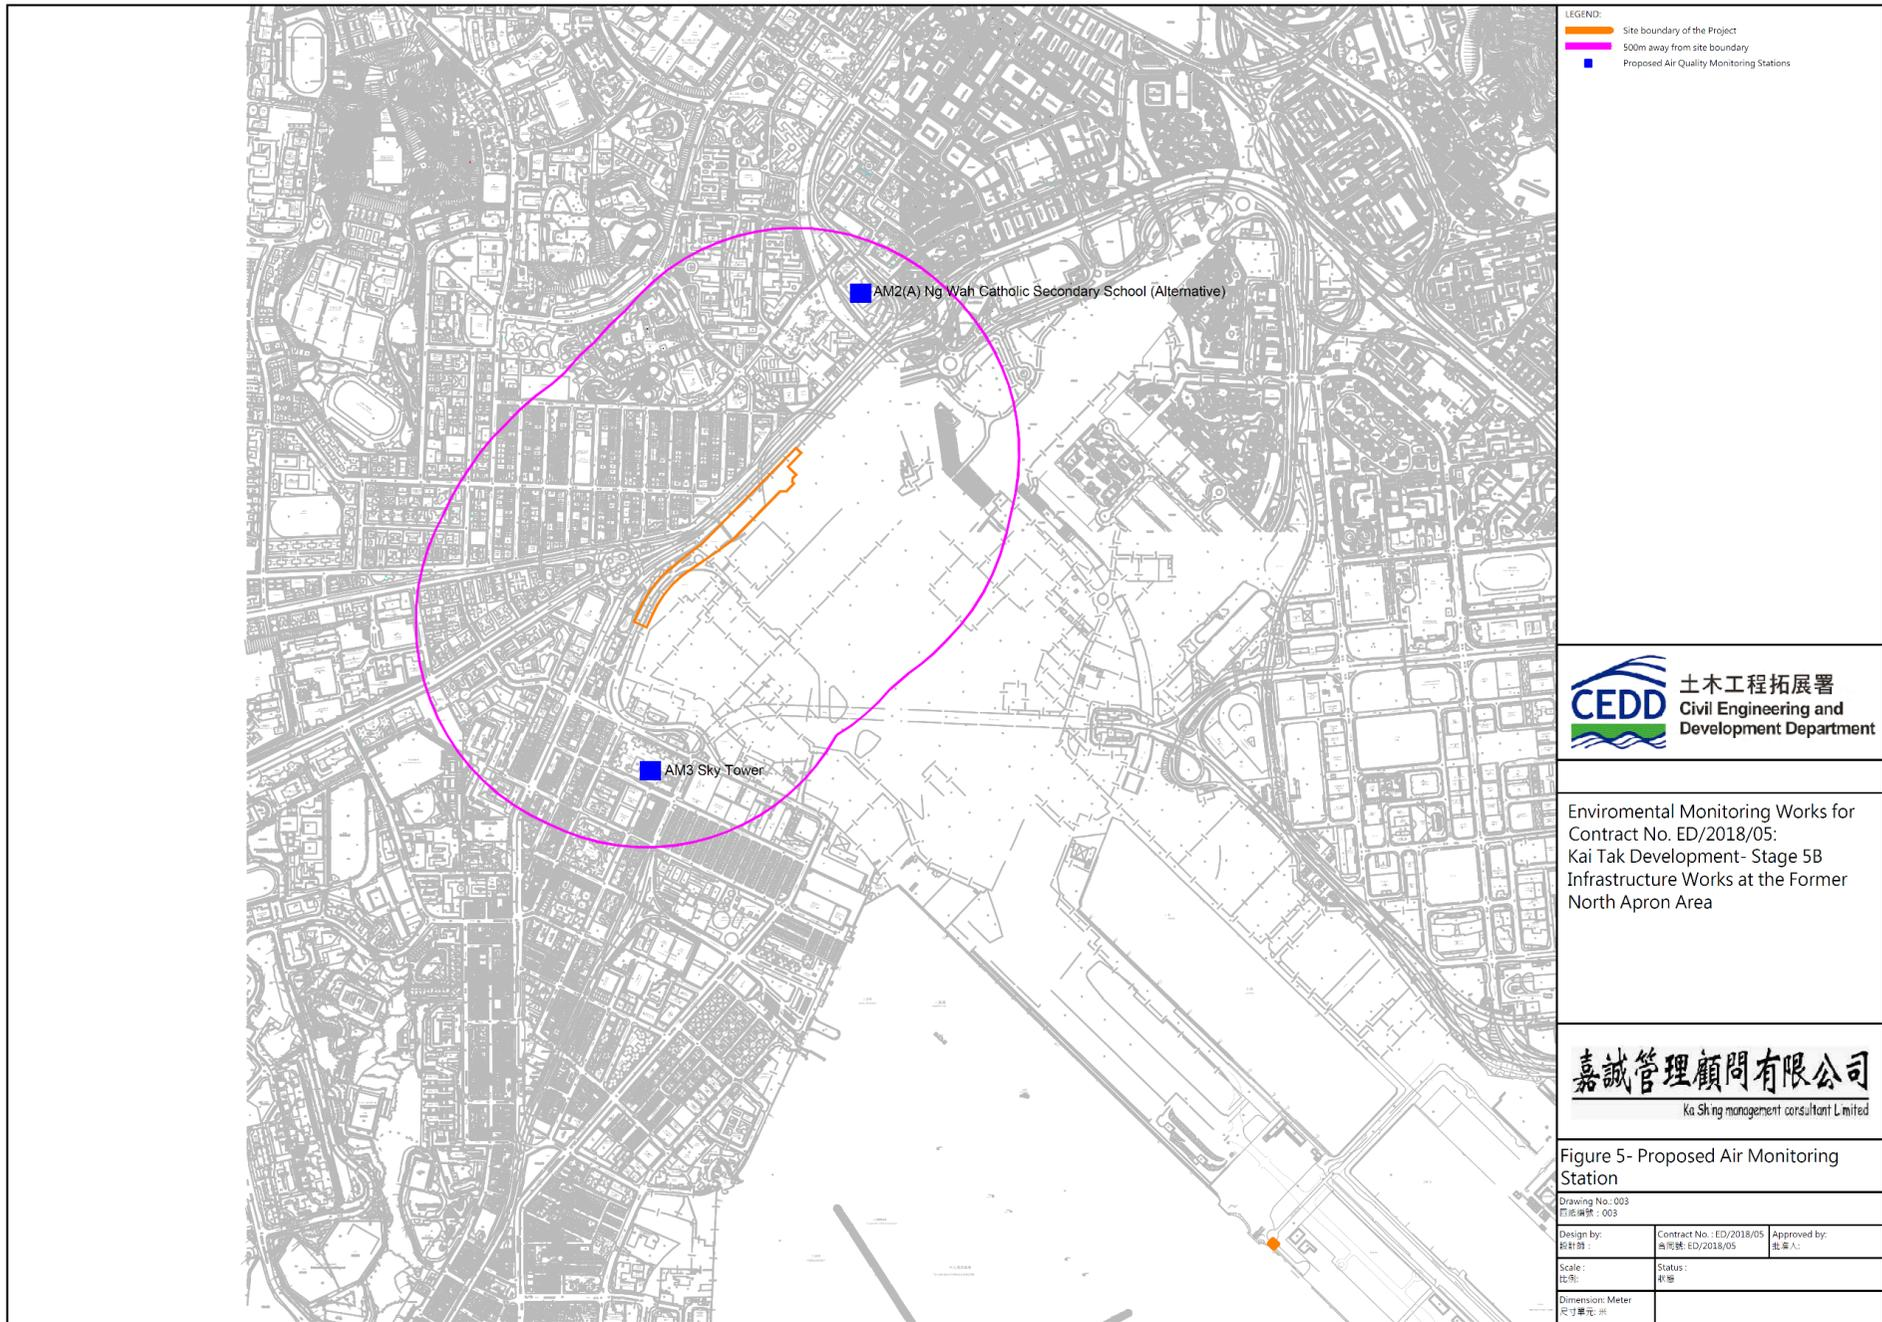 LEGEND:
Site boundary of the Project
500m away from site boundary
Proposed Air Quality Monitoring Stations
AM2(A) Ng Wah Catholic Secondary School (Alternative)
AM3 Sky Tower
CEDD
土木工程拓展署
Civil Engineering and
Development Department
Enviromental Monitoring Works for
Contract No. ED/2018/05:
Kai Tak Development- Stage 5B
Infrastructure Works at the Former
North Apron Area
嘉誠管理顧問有限公司
Ka Shing management consultant Limited
Figure 5- Proposed Air Monitoring
Station
Drawing No.: 003
編號 : 003
Design by:
設計師 :
Contract No. : ED/2018/05
合同號: ED/2018/05
Approved by:
批准人:
Scale :
比例:
Status :
狀態
Dimension: Meter
尺寸單元: 米